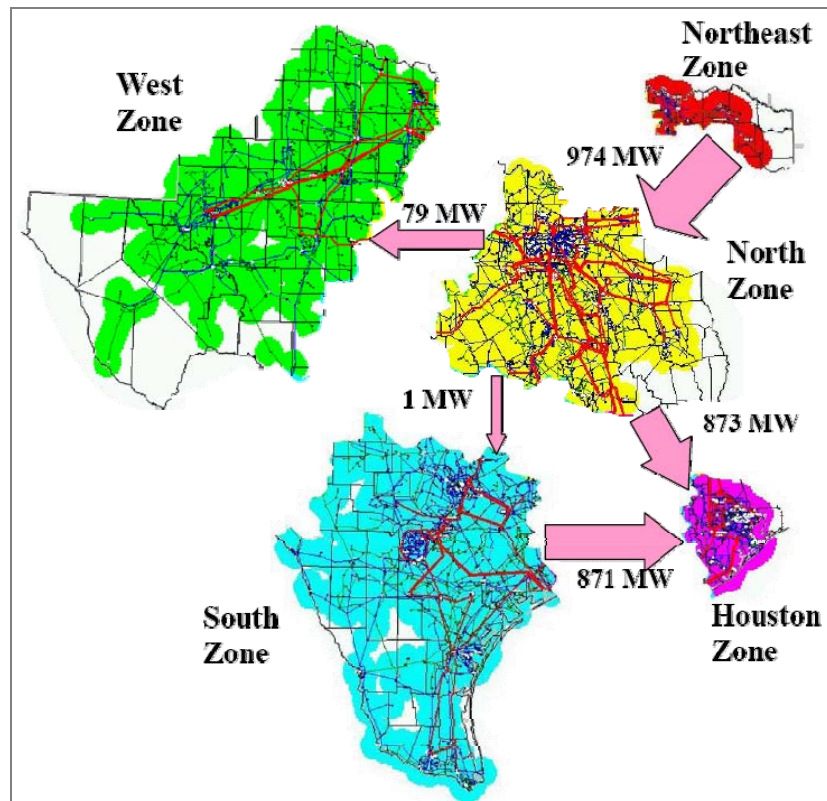 Northeast
Zone
West
Zone
974 MW
79 MW
North
Zone
1 MW
873 MW
871 MW
South
Zone
Houston
Zone